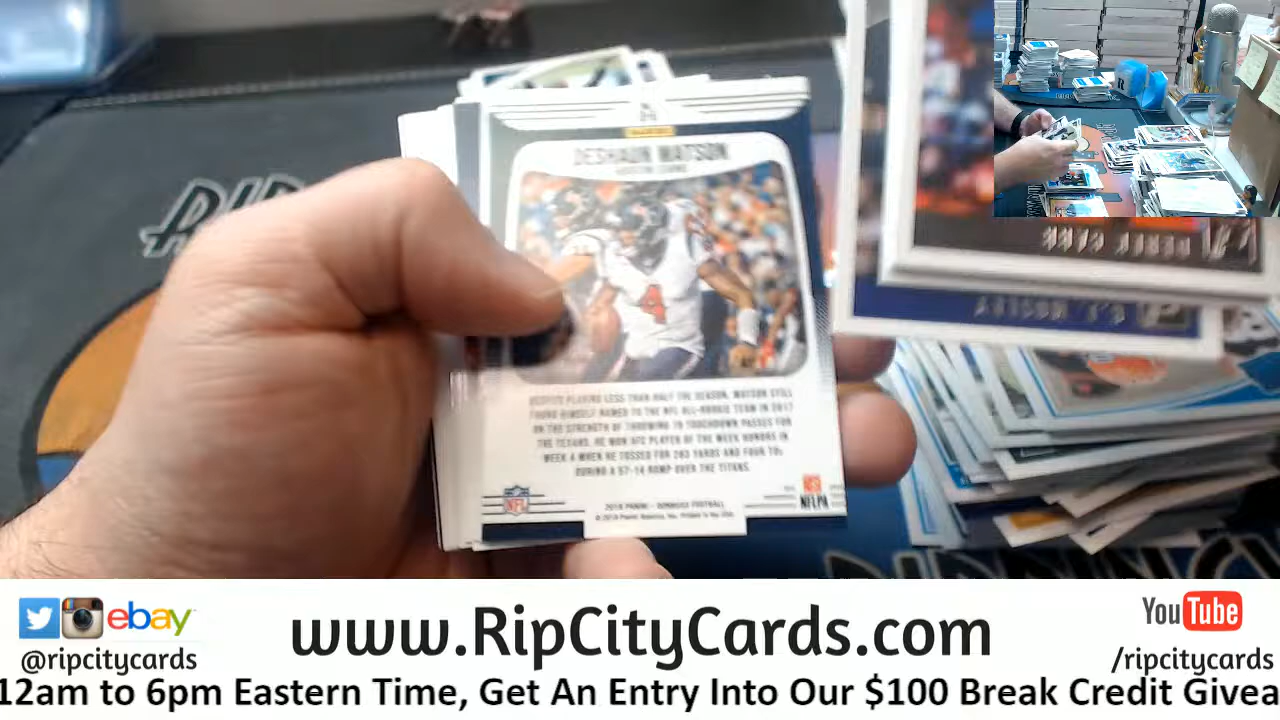 DESHAUN WATSON
HOUSTON TEXANS
4
DESPITE PLAYING LESS THAN HALF THE SEASON, WATSON STILL
FOUND HIMSELF NAMED TO THE NFL ALL-ROOKIE TEAM IN 2017
ON THE STRENGTH OF THROWING 19 TOUCHDOWN PASSES FOR
THE TEXANS. HE WON AFC PLAYER OF THE WEEK HONORS IN
WEEK 4 WHEN HE TOSSED FOR 283 YARDS AND FOUR TDs
DURING A 57-14 ROMP OVER THE TITANS.
NFL
NFLPA
2018 PANINI - DONRUSS FOOTBALL
© 2018 Panini America, Inc. Printed in the USA
DEREK CARR
C.J. MOSLEY
ebay
www.RipCityCards.com
YouTube
@ripcitycards
/ripcitycards
12am to 6pm Eastern Time, Get An Entry Into Our $100 Break Credit Givea